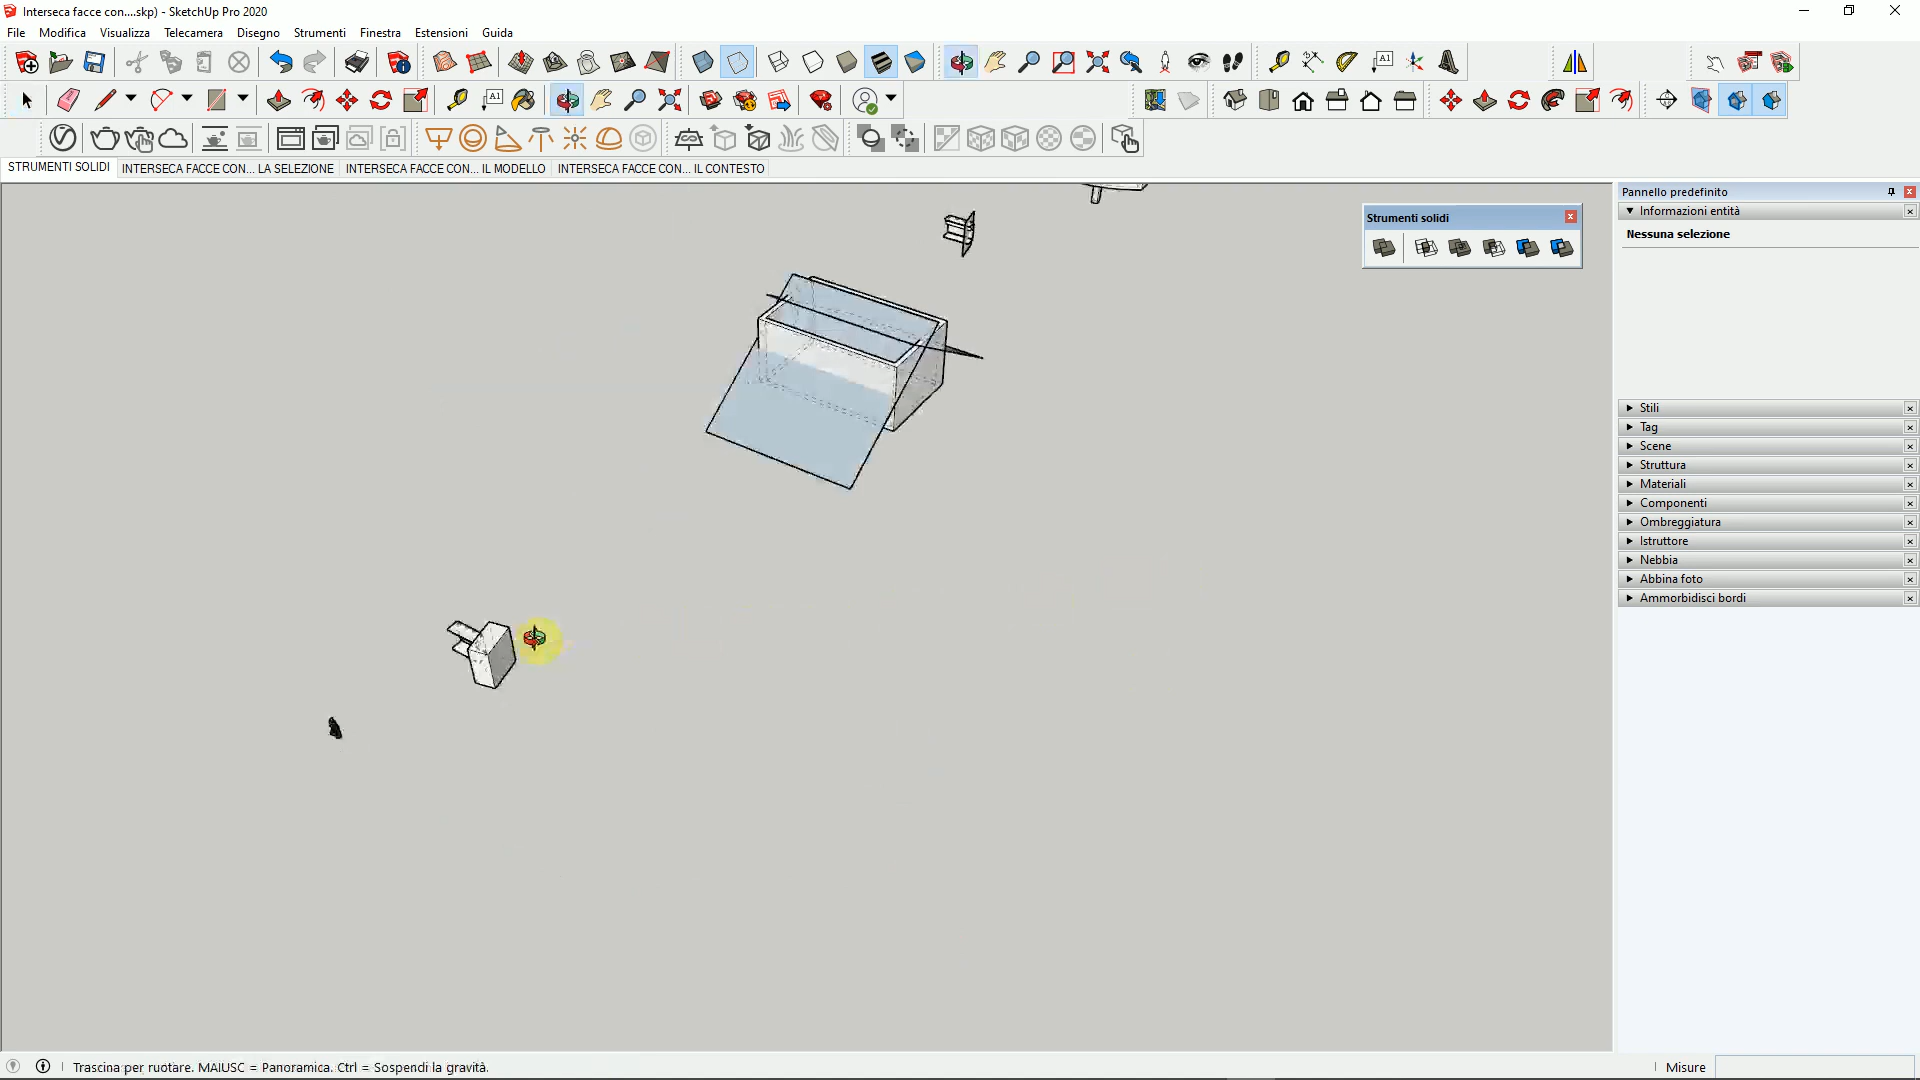 Interseca facce con....skp) - SketchUp Pro 2020
File Modifica Visualizza Telecamera Disegno Strumenti Finestra Estensioni Guida
A1
A1
STRUMENTI SOLIDI INTERSECA FACCE CON... LA SELEZIONE INTERSECA FACCE CON... IL MODELLO INTERSECA FACCE CON... IL CONTESTO
Strumenti solidi
Pannello predefinito
Informazioni entità
Nessuna selezione
Stili
Tag
Scene
Struttura
Materiali
Componenti
Ombreggiatura
Istruttore
Nebbia
Abbina foto
Ammorbidisci bordi
Trascina per ruotare. MAIUSC = Panoramica. Ctrl = Sospendi la gravità.
Misure